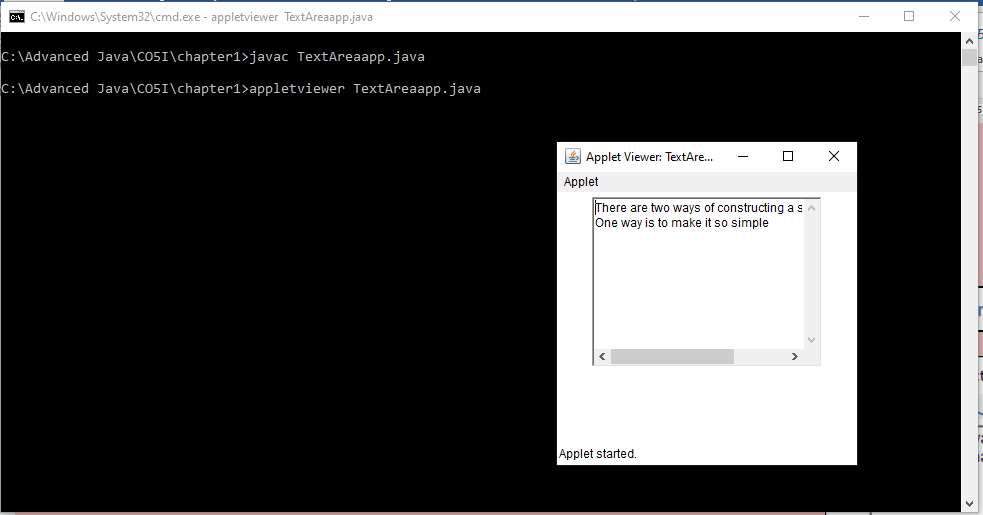 C:\Windows\System32\cmd.exe - appletviewer TextAreaapp.java
C:\Advanced Java\CO5I\chapter1>javac TextAreaapp.java
C:\Advanced Java\CO5I\chapter1>appletviewer TextAreaapp.java
Applet Viewer: TextAre...
Applet
There are two ways of constructing a s
One way is to make it so simple
Applet started.